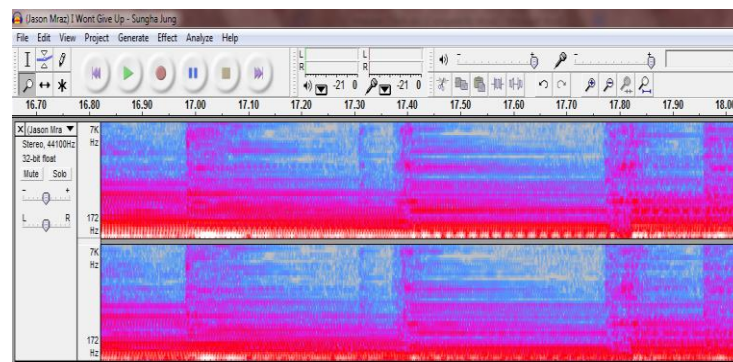 (Jason Mraz) I Wont Give Up - Sungha Jung
File Edit View Project Generate Effect Analyze Help
L
R
L
R
-21 0
-21 0
- +
- +
16.70 16.80 16.90 17.00 17.10 17.20 17.30 17.40 17.50 17.60 17.70 17.80 17.90 18.00
X (Jason Mra
Stereo, 44100Hz
32-bit float
Mute Solo
- +
L R
7K
Hz
172
Hz
7K
Hz
172
Hz